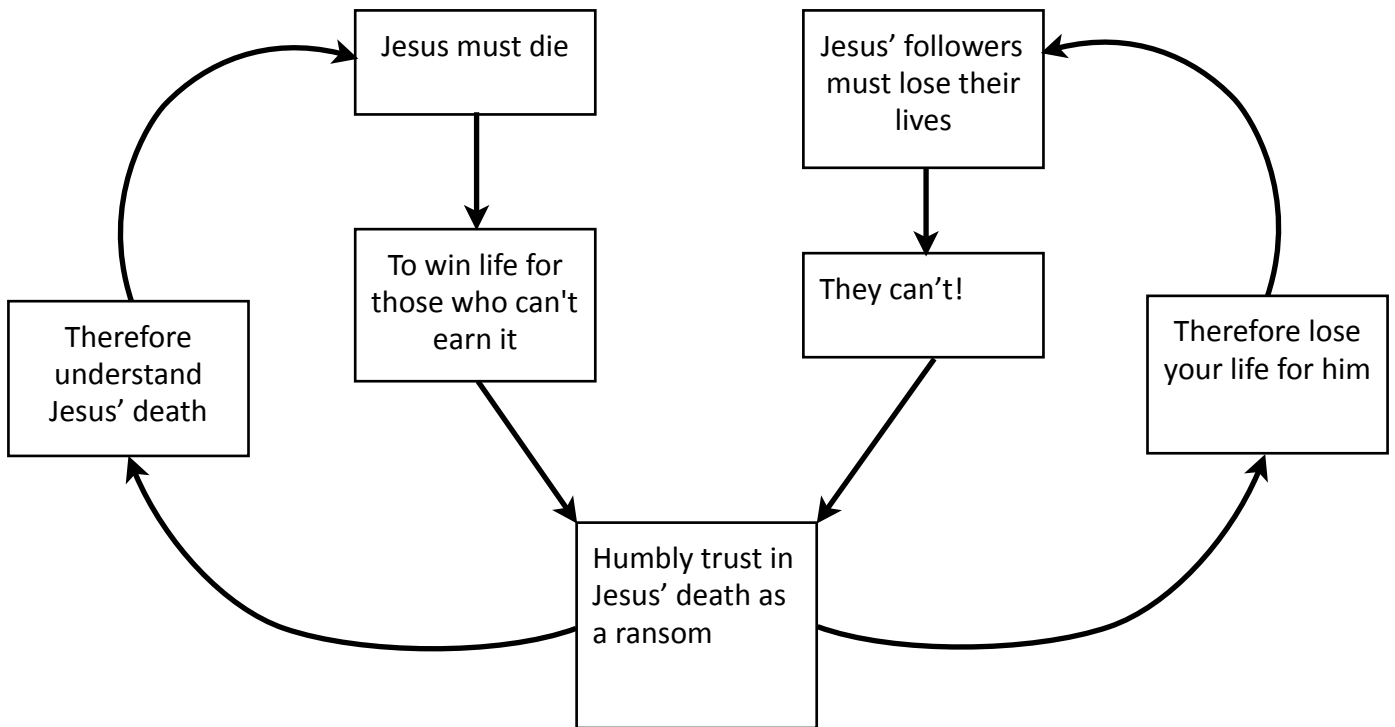 Jesus must die
Jesus’ followers
must lose their
lives
To win life for
those who can't
earn it
They can’t!
Therefore
understand
Jesus’ death
Therefore lose
your life for him
Humbly trust in
Jesus’ death as
a ransom